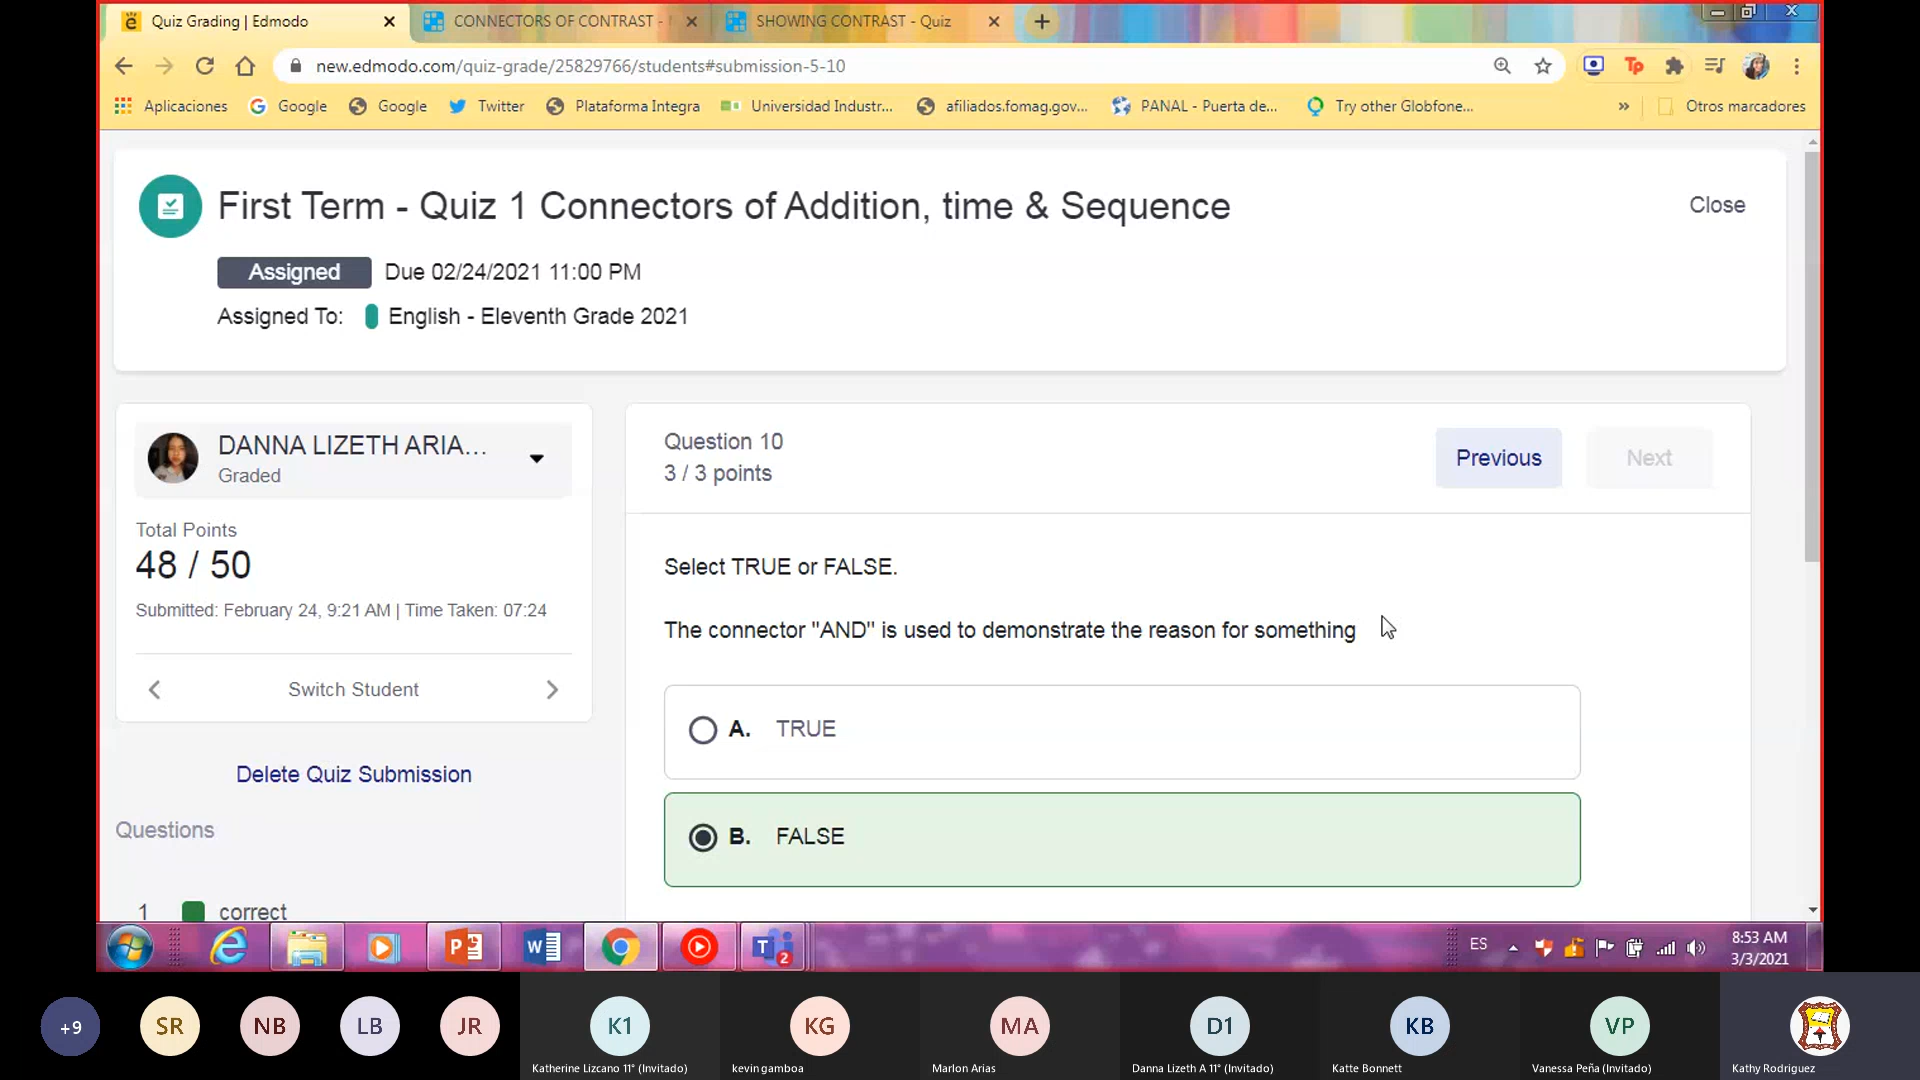 Quiz Grading | Edmodo
CONNECTORS OF CONTRAST -
SHOWING CONTRAST - Quiz
new.edmodo.com/quiz-grade/25829766/students#submission-5-10
Tp
Aplicaciones
Google
Google
Twitter
Plataforma Integra
Universidad Industr...
afiliados.fomag.gov...
PANAL - Puerta de...
Try other Globfone...
»
Otros marcadores
First Term - Quiz 1 Connectors of Addition, time & Sequence
Close
Assigned
Due 02/24/2021 11:00 PM
Assigned To:
English - Eleventh Grade 2021
DANNA LIZETH ARIA...
Graded
Total Points
48 / 50
Submitted: February 24, 9:21 AM | Time Taken: 07:24
Switch Student
Delete Quiz Submission
Questions
1 correct
Question 10
3 / 3 points
Previous
Next
Select TRUE or FALSE.
The connector "AND" is used to demonstrate the reason for something
A. TRUE
B. FALSE
ES
8:53 AM
3/3/2021
2
+9
SR
NB
LB
JR
K1
Katherine Lizcano 11° (Invitado)
KG
kevin gamboa
MA
Marlon Arias
D1
Danna Lizeth A 11° (Invitado)
KB
Katte Bonnett
VP
Vanessa Peña (Invitado)
Kathy Rodriguez